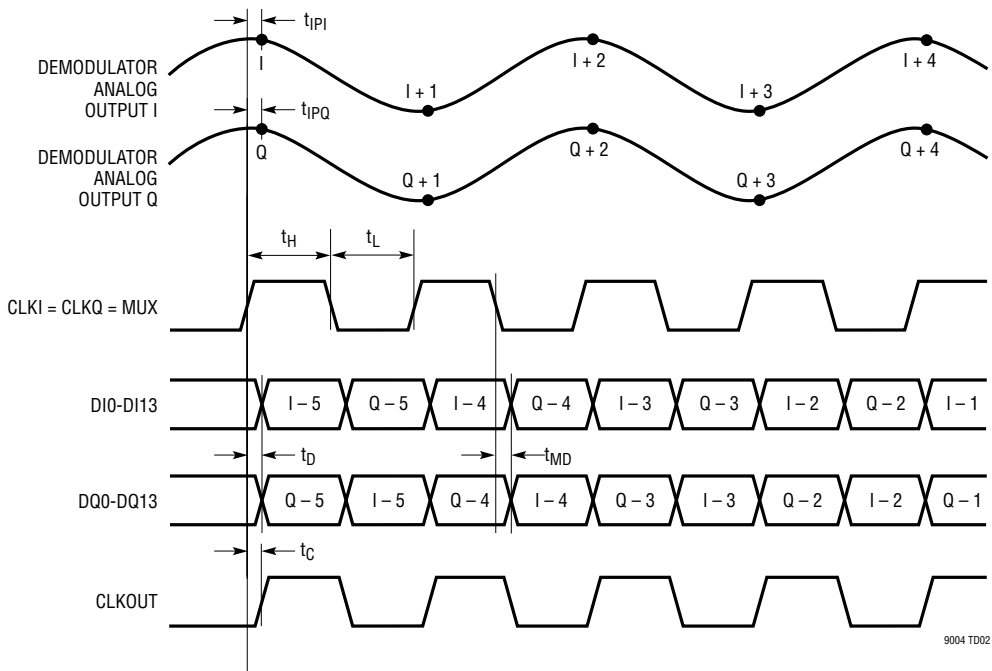 t_IPI
DEMODULATOR
ANALOG
OUTPUT I
I
I + 1
I + 2
I + 3
I + 4
t_IPQ
DEMODULATOR
ANALOG
OUTPUT Q
Q
Q + 1
Q + 2
Q + 3
Q + 4
t_H
t_L
CLKI = CLKQ = MUX
DI0-DI13
I – 5
Q – 5
I – 4
Q – 4
I – 3
Q – 3
I – 2
Q – 2
I – 1
t_D
t_MD
DQ0-DQ13
Q – 5
I – 5
Q – 4
I – 4
Q – 3
I – 3
Q – 2
I – 2
Q – 1
t_C
CLKOUT
9004 TD02